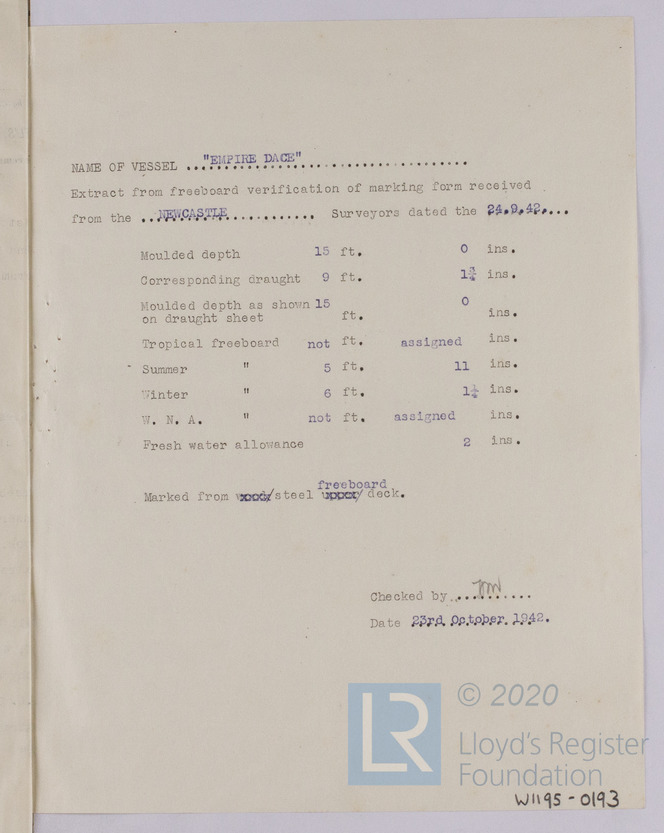 NAME OF VESSEL "EMPIRE DACE"
Extract from freeboard verification of marking form received
from the NEWCASTLE Surveyors dated the 24.9.42.
Moulded depth 15 ft. 0 ins.
Corresponding draught 9 ft. 1¾ ins.
Moulded depth as shown 15 0
on draught sheet ft. ins.
Tropical freeboard not ft. assigned ins.
Summer " 5 ft. 11 ins.
Winter " 6 ft. 1¼ ins.
W. N. A. " not ft. assigned ins.
Fresh water allowance 2 ins.
freeboard
Marked from wood/steel upper/deck.
Checked by
Date 23rd October 1942.
LR © 2020
Lloyd's Register
Foundation
W1195-0193